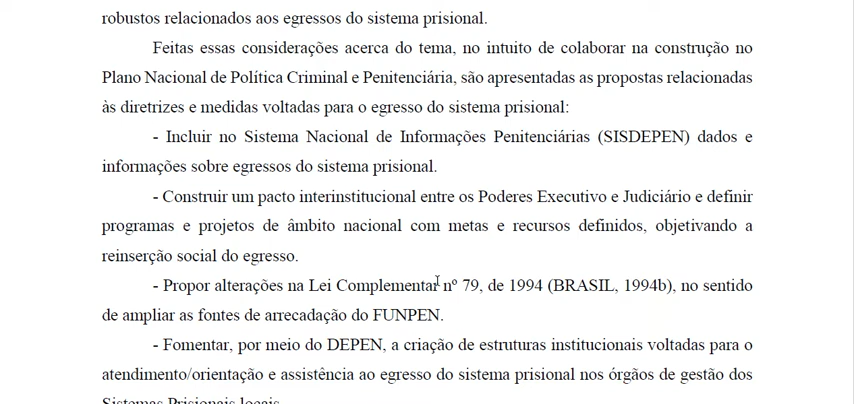 robustos relacionados aos egressos do sistema prisional.
Feitas essas considerações acerca do tema, no intuito de colaborar na construção no
Plano Nacional de Política Criminal e Penitenciária, são apresentadas as propostas relacionadas
às diretrizes e medidas voltadas para o egresso do sistema prisional:
- Incluir no Sistema Nacional de Informações Penitenciárias (SISDEPEN) dados e
informações sobre egressos do sistema prisional.
- Construir um pacto interinstitucional entre os Poderes Executivo e Judiciário e definir
programas e projetos de âmbito nacional com metas e recursos definidos, objetivando a
reinserção social do egresso.
- Propor alterações na Lei Complementar nº 79, de 1994 (BRASIL, 1994b), no sentido
de ampliar as fontes de arrecadação do FUNPEN.
- Fomentar, por meio do DEPEN, a criação de estruturas institucionais voltadas para o
atendimento/orientação e assistência ao egresso do sistema prisional nos órgãos de gestão dos
Sistemas Prisionais locais.